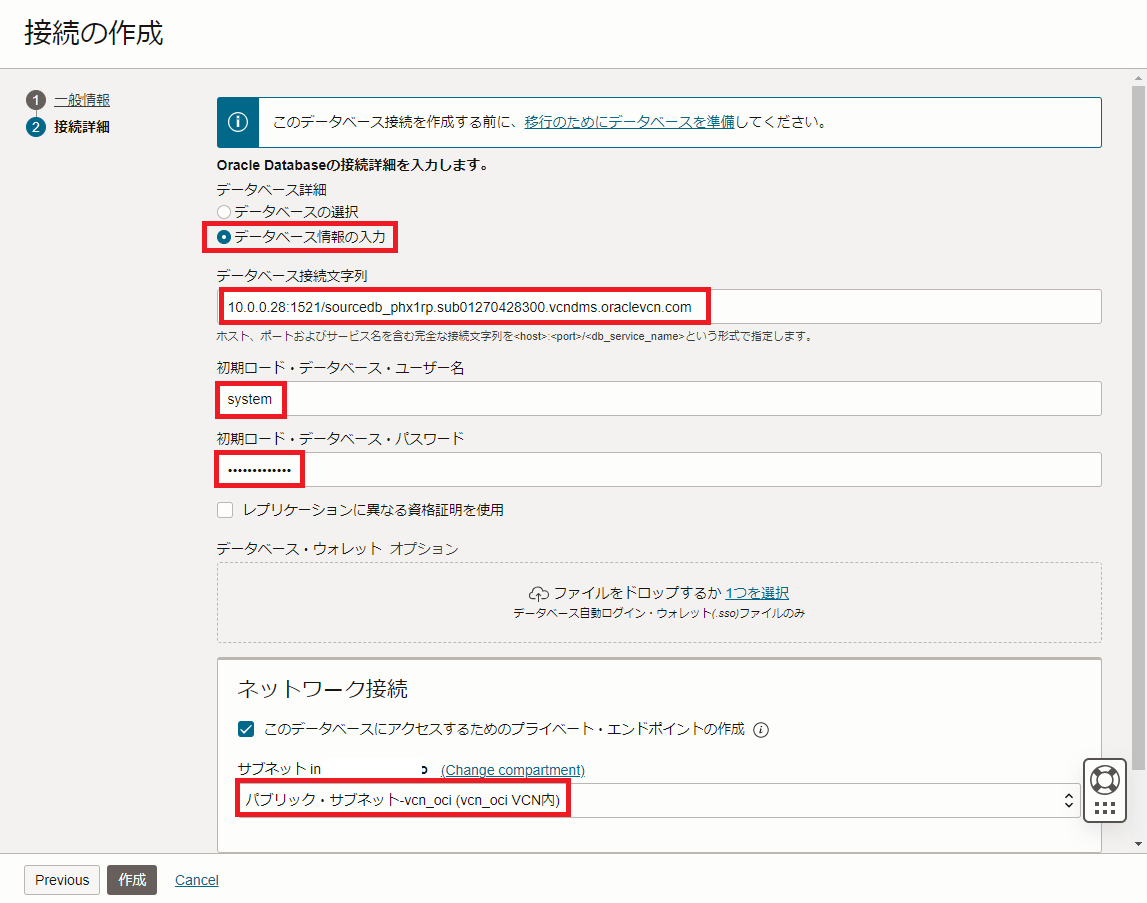 接続の作成
1 一般情報
2 接続詳細
このデータベース接続を作成する前に、移行のためにデータベースを準備してください。
Oracle Databaseの接続詳細を入力します。
データベース詳細
データベースの選択
データベース情報の入力
データベース接続文字列
10.0.0.28:1521/sourcedb_phx1rp.sub01270428300.vcndms.oraclevcn.com
ホスト、ポートおよびサービス名を含む完全な接続文字列を<host>:<port>/<db_service_name>という形式で指定します。
初期ロード・データベース・ユーザー名
system
初期ロード・データベース・パスワード
•••••••••••••
レプリケーションに異なる資格証明を使用
データベース・ウォレット オプション
ファイルをドロップするか 1つを選択
データベース自動ログイン・ウォレット(.sso)ファイルのみ
ネットワーク接続
このデータベースにアクセスするためのプライベート・エンドポイントの作成
サブネット in (Change compartment)
パブリック・サブネット-vcn_oci (vcn_oci VCN内)
Previous 作成 Cancel